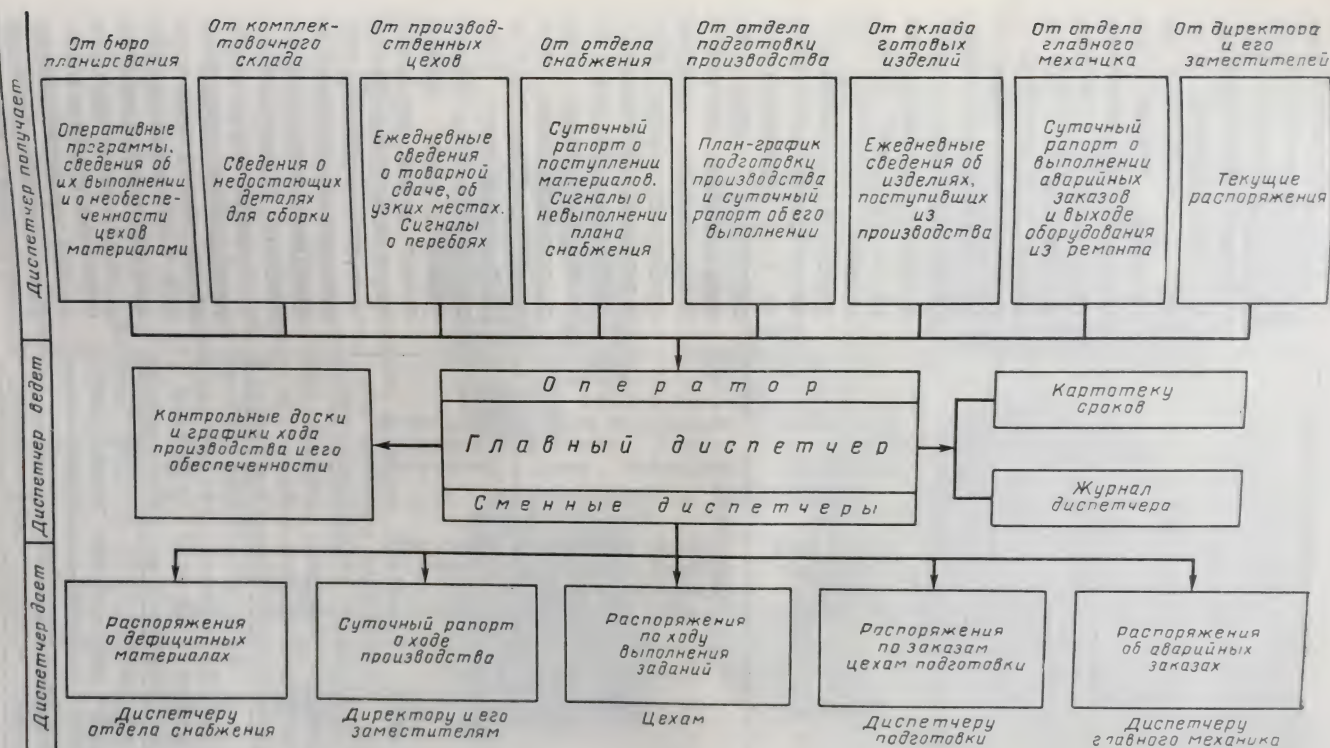 Диспетчер получает
От бюро
планирования
Оперативные
программы,
сведения об
их выполнении
и о необеспе-
ченности
цехов
материалами
От комплек-
товочного
склада
Сведения о
недостающих
деталях
для сборки
От производ-
ственных
цехов
Ежедневные
сведения
о товарной
сдаче, об
узких местах.
Сигналы
о перебоях
От отдела
снабжения
Суточный
рапорт о
поступлении
материалов.
Сигналы о
невыполнении
плана
снабжения
От отдела
подготовки
производства
План-график
подготовки
производства
и суточный
рапорт об его
выполнении
От склада
готовых
изделий
Ежедневные
сведения об
изделиях,
поступивших
из
производства
От отдела
главного
механика
Суточный
рапорт о
выполнении
аварийных
заказов
и выходе
оборудования
из ремонта
От директора
и его
заместителей
Текущие
распоряжения
Диспетчер ведет
Контрольные доски
и графики хода
производства и его
обеспеченности
Оператор
Главный диспетчер
Сменные диспетчеры
Картотеку
сроков
Журнал
диспетчера
Диспетчер дает
Распоряжения
о дефицитных
материалах
Диспетчеру
отдела снабжения
Суточный рапорт
о ходе
производства
Директору и его
заместителям
Распоряжения
по ходу
выполнения
заданий
Цехам
Распоряжения
по заказам
цехам подготовки
Диспетчеру
подготовки
Распоряжения
об аварийных
заказах
Диспетчеру
главного механика